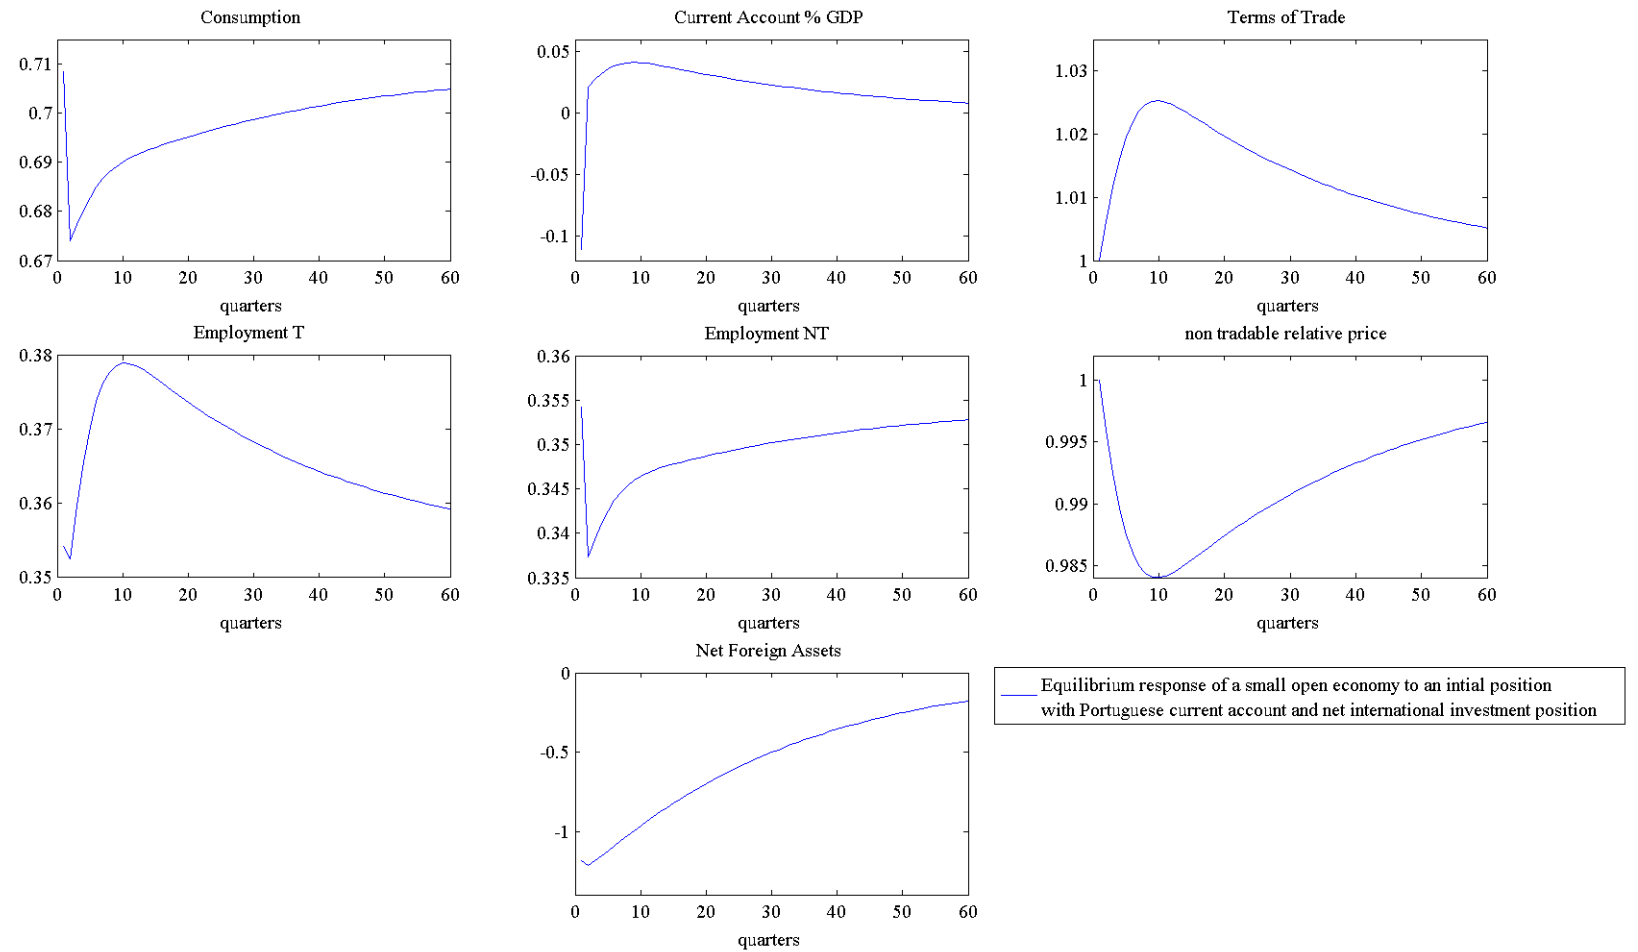 Consumption
0.71
0.7
0.69
0.68
0.67
0 10 20 30 40 50 60
quarters
Current Account % GDP
0.05
0
-0.05
-0.1
0 10 20 30 40 50 60
quarters
Terms of Trade
1.03
1.02
1.01
1
0 10 20 30 40 50 60
quarters
Employment T
0.38
0.37
0.36
0.35
0 10 20 30 40 50 60
quarters
Employment NT
0.36
0.355
0.35
0.345
0.34
0.335
0 10 20 30 40 50 60
quarters
non tradable relative price
1
0.995
0.99
0.985
0 10 20 30 40 50 60
quarters
Net Foreign Assets
0
-0.5
-1
0 10 20 30 40 50 60
quarters
Equilibrium response of a small open economy to an intial position
with Portuguese current account and net international investment position